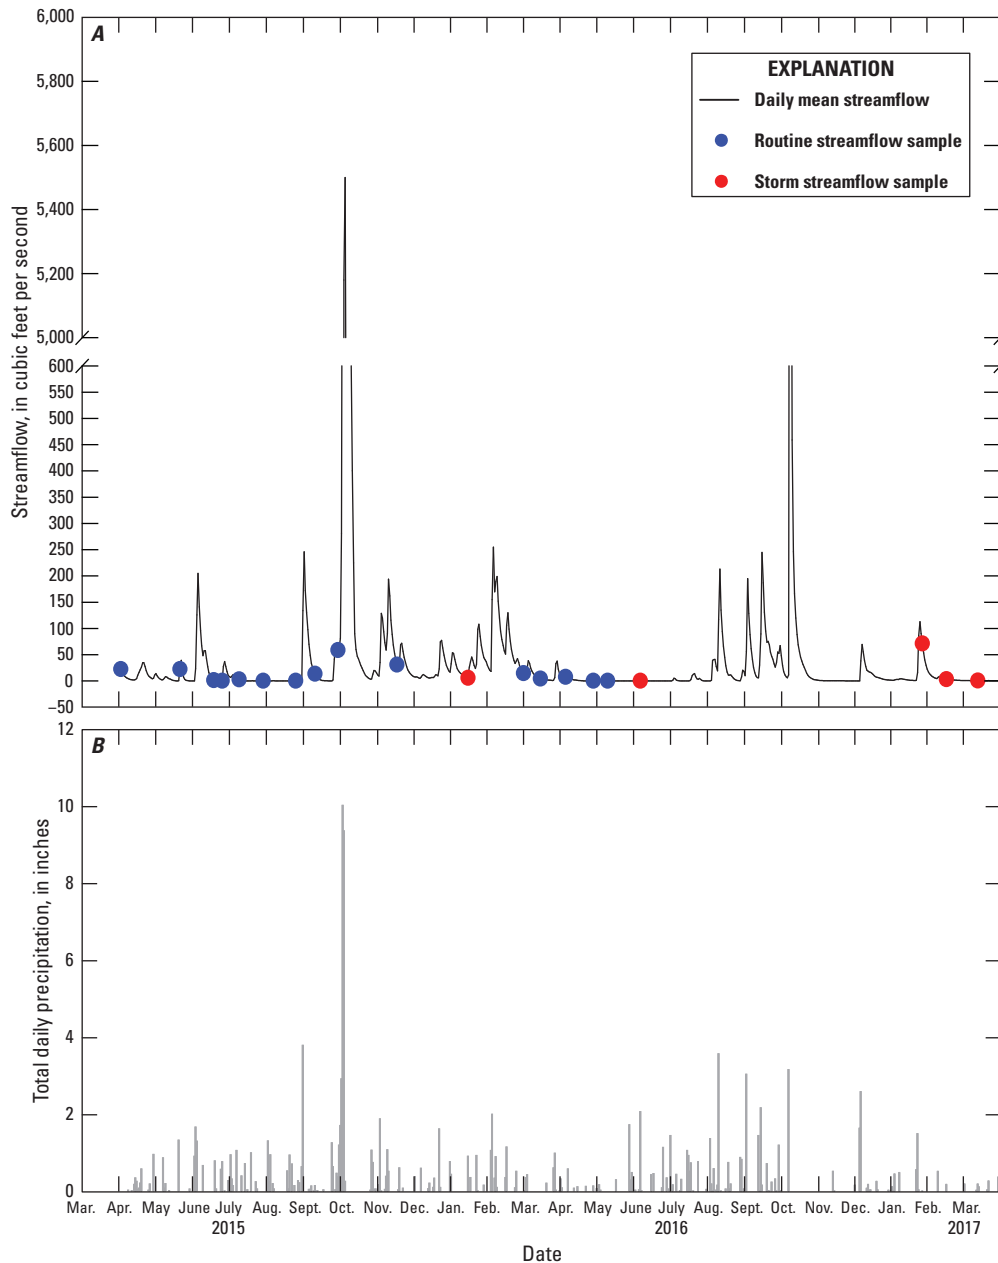 A
6,000
5,800
5,600
5,400
5,200
5,000
600
550
500
450
400
350
300
250
200
150
100
50
0
−50
Streamflow, in cubic feet per second
EXPLANATION
Daily mean streamflow
Routine streamflow sample
Storm streamflow sample
B
12
10
8
6
4
2
0
Total daily precipitation, in inches
Mar. Apr. May June July Aug. Sept. Oct. Nov. Dec. Jan. Feb. Mar. Apr. May June July Aug. Sept. Oct. Nov. Dec. Jan. Feb. Mar.
2015 2016 2017
Date